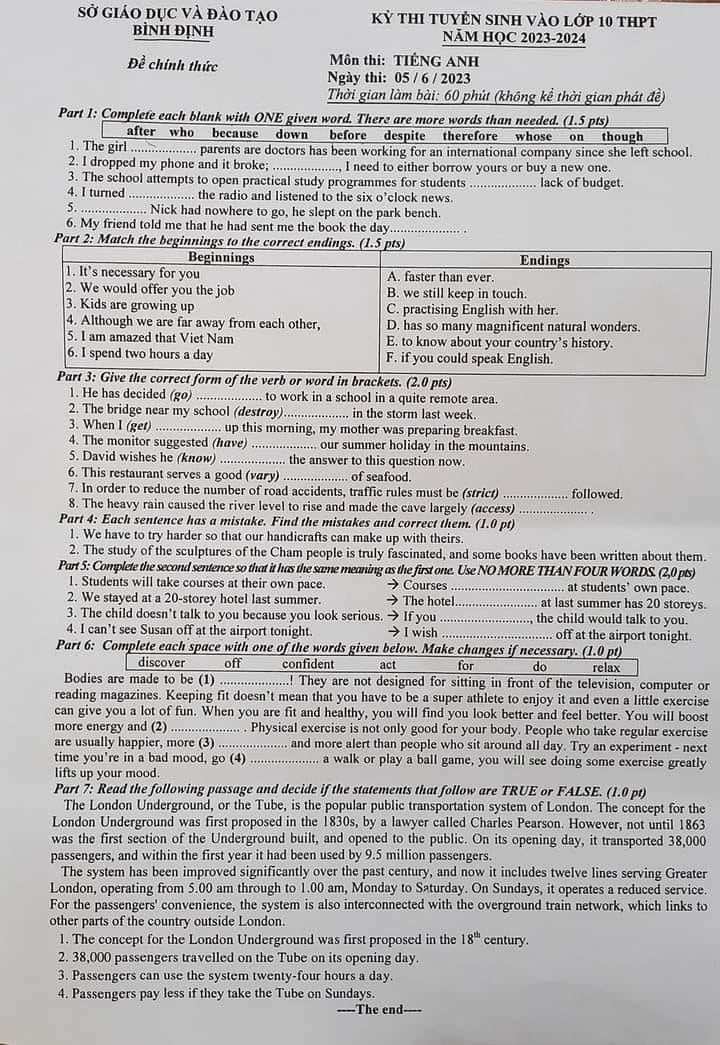 SỞ GIÁO DỤC VÀ ĐÀO TẠO
BÌNH ĐỊNH
Đề chính thức
KỲ THI TUYỂN SINH VÀO LỚP 10 THPT
NĂM HỌC 2023-2024
Môn thi: TIẾNG ANH
Ngày thi: 05 / 6 / 2023
Thời gian làm bài: 60 phút (không kể thời gian phát đề)
Part 1: Complete each blank with ONE given word. There are more words than needed. (1.5 pts)
after who because down before despite therefore whose on though
1. The girl .................... parents are doctors has been working for an international company since she left school.
2. I dropped my phone and it broke; ...................., I need to either borrow yours or buy a new one.
3. The school attempts to open practical study programmes for students .................... lack of budget.
4. I turned .................... the radio and listened to the six o'clock news.
5. .................... Nick had nowhere to go, he slept on the park bench.
6. My friend told me that he had sent me the book the day.................... .
Part 2: Match the beginnings to the correct endings. (1.5 pts)
Beginnings Endings
1. It's necessary for you A. faster than ever.
2. We would offer you the job B. we still keep in touch.
3. Kids are growing up C. practising English with her.
4. Although we are far away from each other, D. has so many magnificent natural wonders.
5. I am amazed that Viet Nam E. to know about your country's history.
6. I spend two hours a day F. if you could speak English.
Part 3: Give the correct form of the verb or word in brackets. (2.0 pts)
1. He has decided (go) .................... to work in a school in a quite remote area.
2. The bridge near my school (destroy).................... in the storm last week.
3. When I (get) .................... up this morning, my mother was preparing breakfast.
4. The monitor suggested (have) .................... our summer holiday in the mountains.
5. David wishes he (know) .................... the answer to this question now.
6. This restaurant serves a good (vary) .................... of seafood.
7. In order to reduce the number of road accidents, traffic rules must be (strict) .................... followed.
8. The heavy rain caused the river level to rise and made the cave largely (access) .................... .
Part 4: Each sentence has a mistake. Find the mistakes and correct them. (1.0 pt)
1. We have to try harder so that our handicrafts can make up with theirs.
2. The study of the sculptures of the Cham people is truly fascinated, and some books have been written about them.
Part 5: Complete the second sentence so that it has the same meaning as the first one. Use NO MORE THAN FOUR WORDS. (2,0 pts)
1. Students will take courses at their own pace. → Courses .................................. at students' own pace.
2. We stayed at a 20-storey hotel last summer. → The hotel......................... at last summer has 20 storeys.
3. The child doesn't talk to you because you look serious. → If you ............................, the child would talk to you.
4. I can't see Susan off at the airport tonight. → I wish .................................. off at the airport tonight.
Part 6: Complete each space with one of the words given below. Make changes if necessary. (1.0 pt)
discover off confident act for do relax
Bodies are made to be (1) ....................! They are not designed for sitting in front of the television, computer or
reading magazines. Keeping fit doesn't mean that you have to be a super athlete to enjoy it and even a little exercise
can give you a lot of fun. When you are fit and healthy, you will find you look better and feel better. You will boost
more energy and (2) .................... . Physical exercise is not only good for your body. People who take regular exercise
are usually happier, more (3) .................... and more alert than people who sit around all day. Try an experiment - next
time you're in a bad mood, go (4) .................... a walk or play a ball game, you will see doing some exercise greatly
lifts up your mood.
Part 7: Read the following passage and decide if the statements that follow are TRUE or FALSE. (1.0 pt)
The London Underground, or the Tube, is the popular public transportation system of London. The concept for the
London Underground was first proposed in the 1830s, by a lawyer called Charles Pearson. However, not until 1863
was the first section of the Underground built, and opened to the public. On its opening day, it transported 38,000
passengers, and within the first year it had been used by 9.5 million passengers.
The system has been improved significantly over the past century, and now it includes twelve lines serving Greater
London, operating from 5.00 am through to 1.00 am, Monday to Saturday. On Sundays, it operates a reduced service.
For the passengers' convenience, the system is also interconnected with the overground train network, which links to
other parts of the country outside London.
1. The concept for the London Underground was first proposed in the 18th century.
2. 38,000 passengers travelled on the Tube on its opening day.
3. Passengers can use the system twenty-four hours a day.
4. Passengers pay less if they take the Tube on Sundays.
----The end----